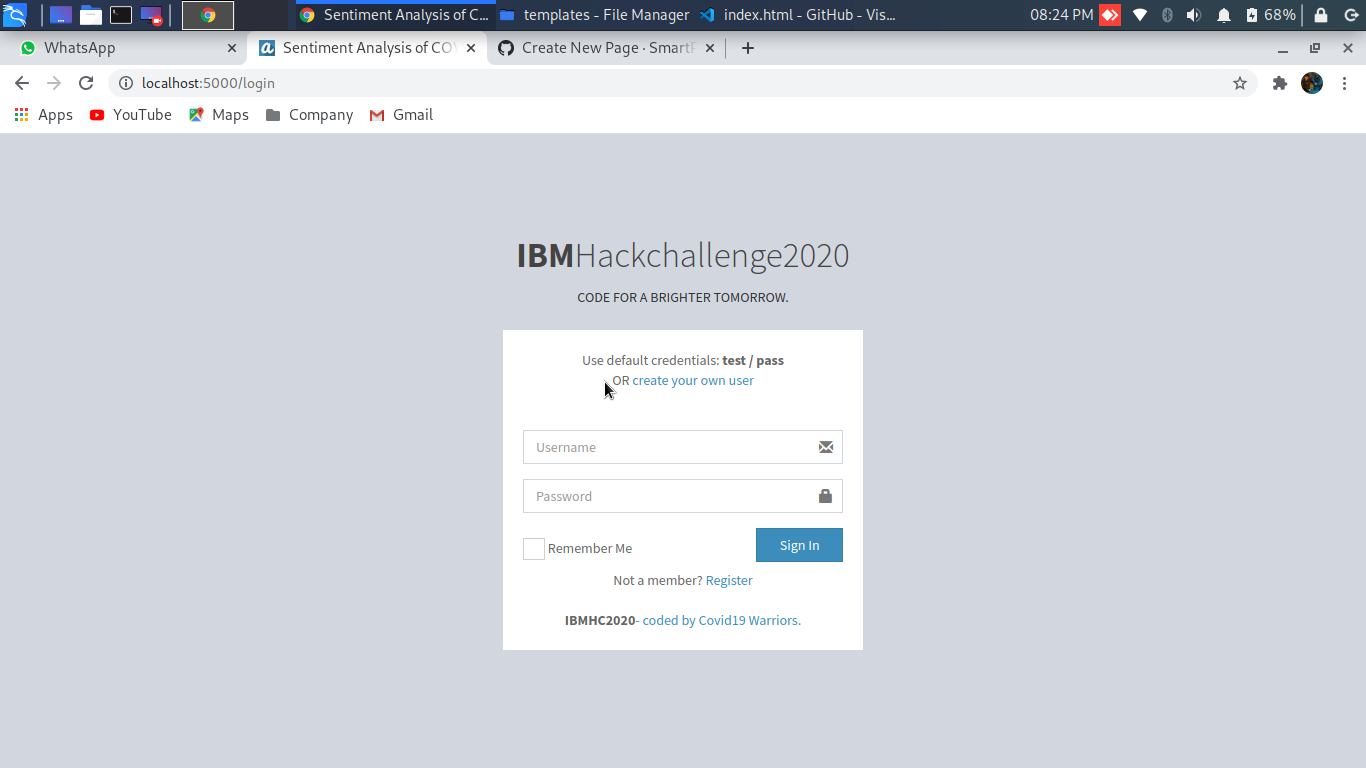 Sentiment Analysis of C...
templates - File Manager
index.html - GitHub - Vis...
08:24 PM
68%
WhatsApp
Sentiment Analysis of CO
Create New Page · Smart
localhost:5000/login
Apps
YouTube
Maps
Company
Gmail
IBMHackchallenge2020
CODE FOR A BRIGHTER TOMORROW.
Use default credentials: test / pass
OR create your own user
Username
Password
Remember Me
Sign In
Not a member? Register
IBMHC2020- coded by Covid19 Warriors.